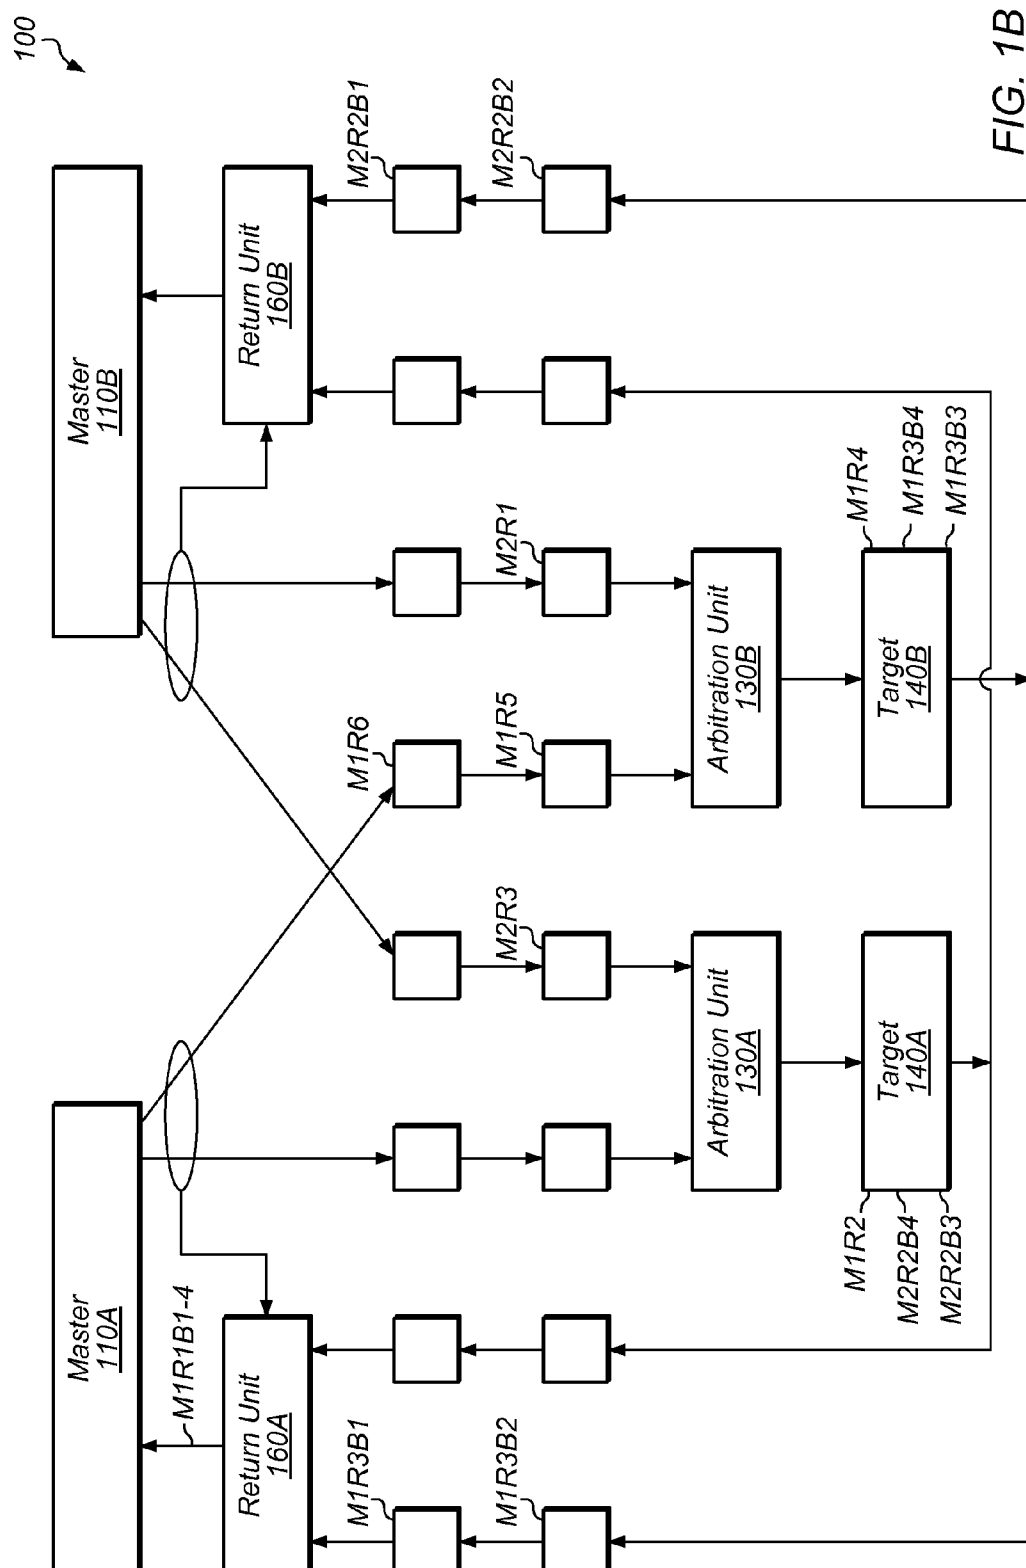 100
Master
110A
Master
110B
M1R1B1-4
Return Unit
160A
Return Unit
160B
M1R3B1
M1R6
M2R2B1
M1R3B2
M2R3
M1R5
M2R1
M2R2B2
Arbitration Unit
130A
Arbitration Unit
130B
M1R2
M2R2B4
M2R2B3
Target
140A
Target
140B
M1R4
M1R3B4
M1R3B3
FIG. 1B